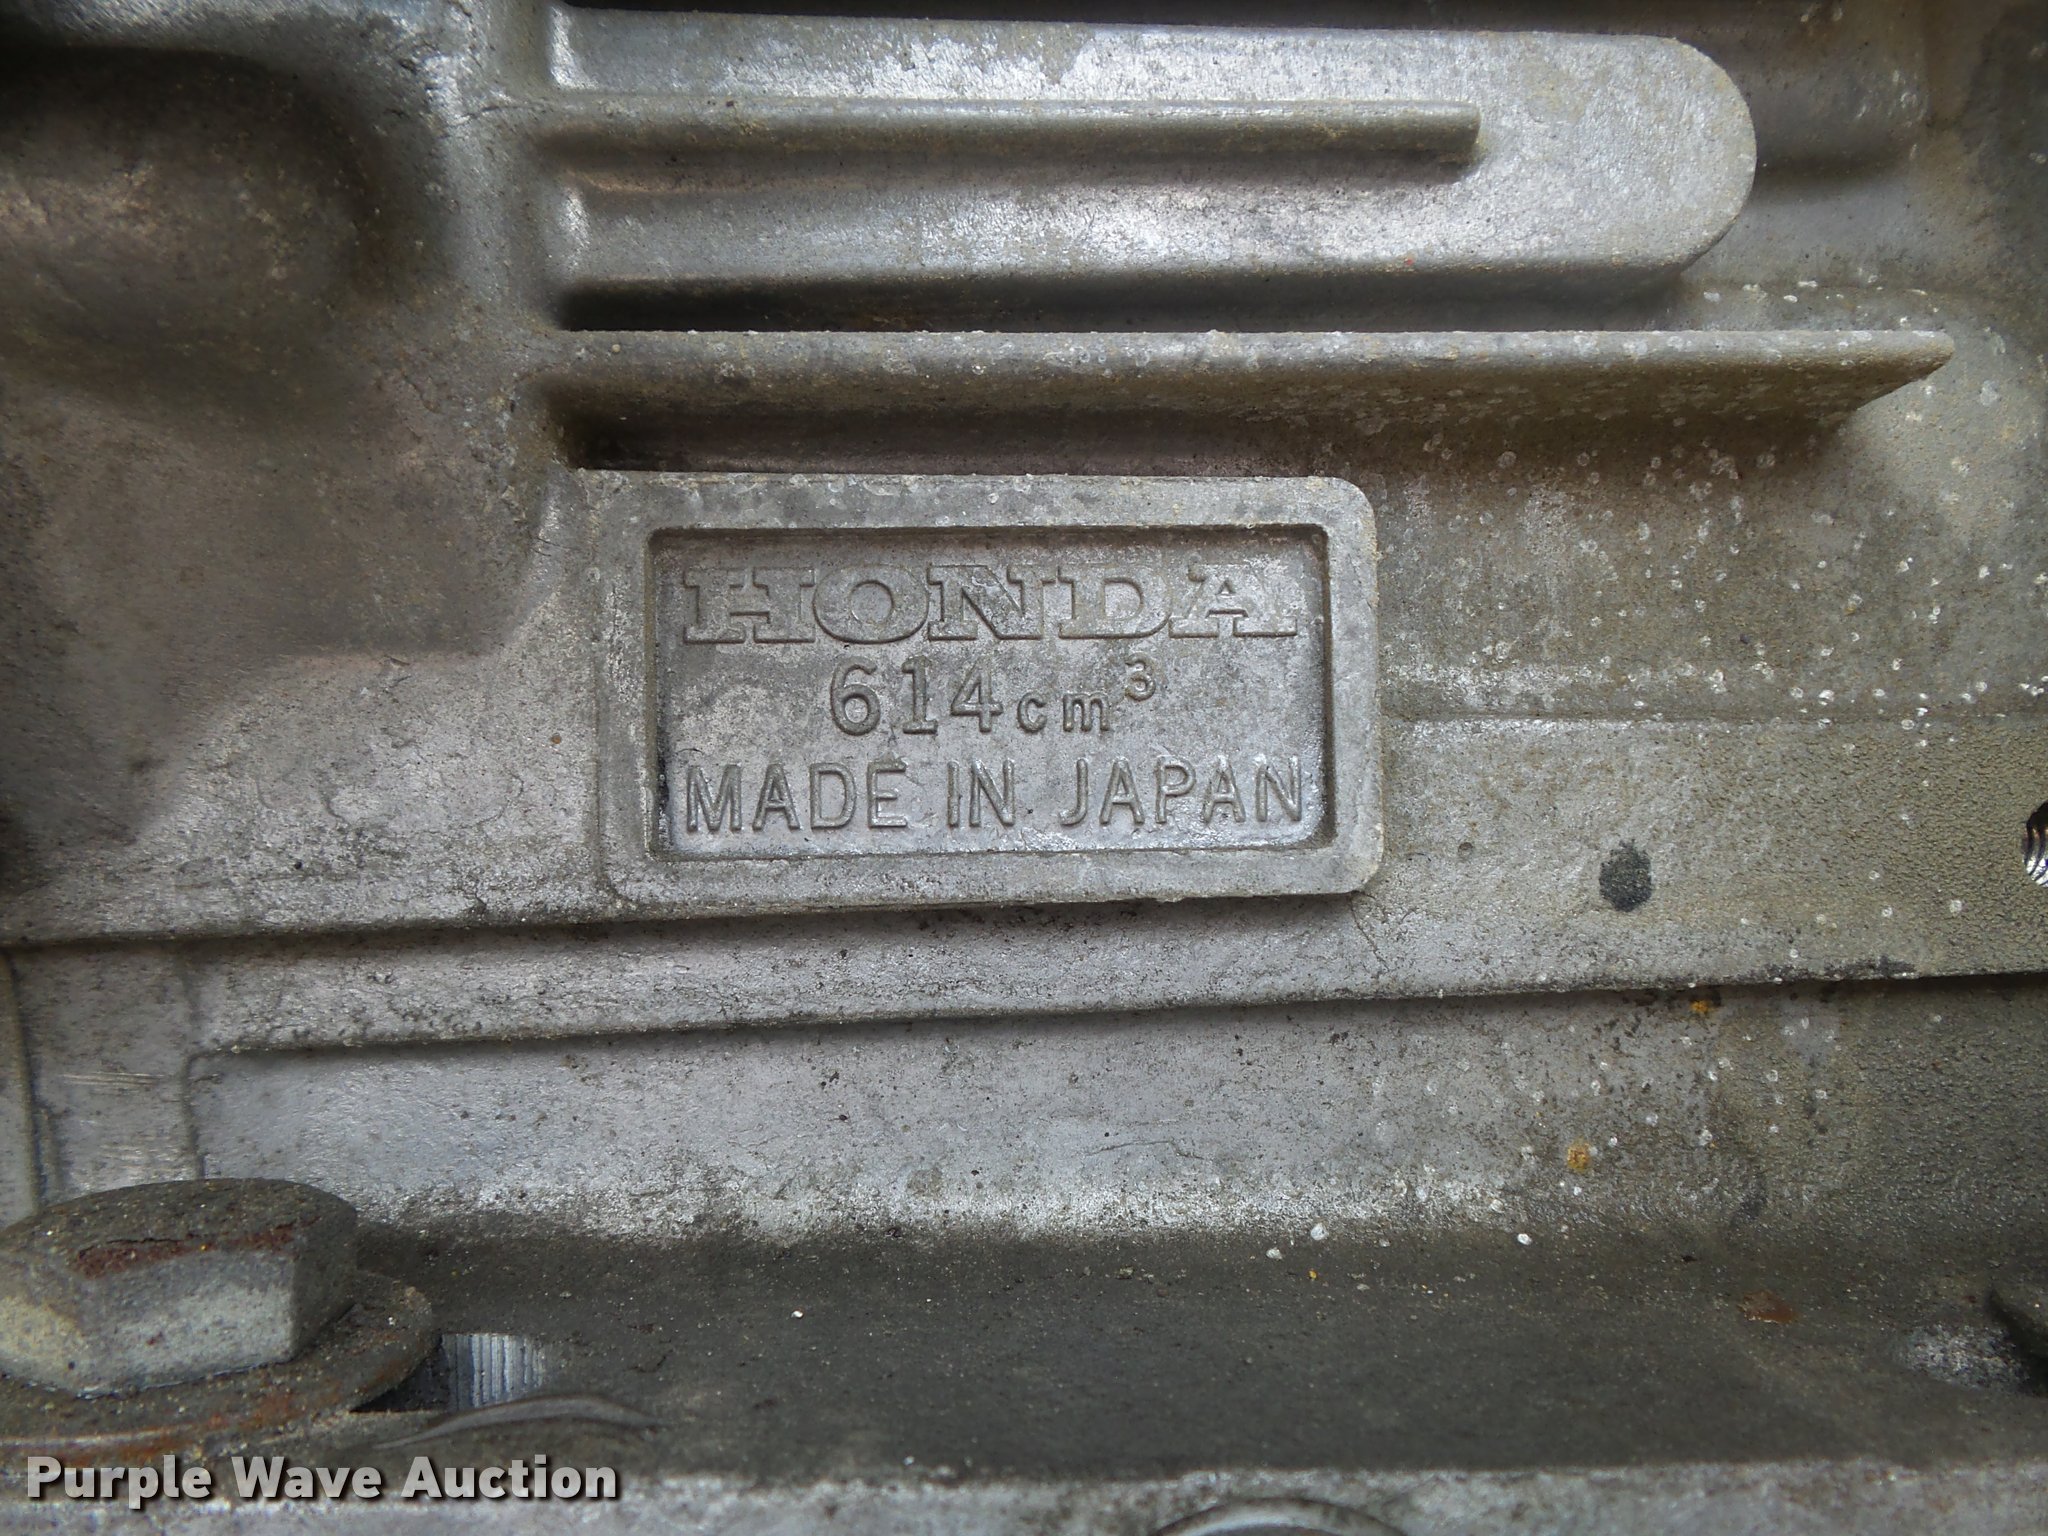 HONDA
614cm³
MADE IN JAPAN
Purple Wave Auction